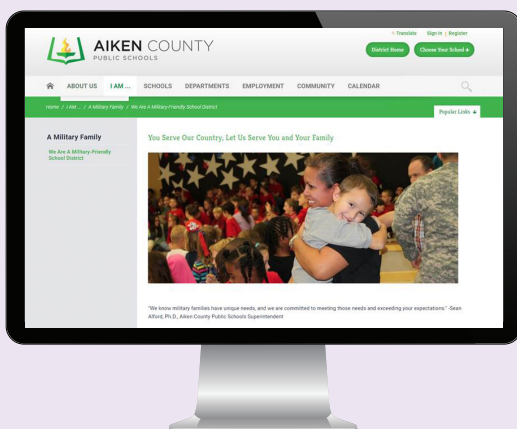 Translate Sign In | Register
AIKEN COUNTY
PUBLIC SCHOOLS
District Home Choose Your School
ABOUT US I AM ... SCHOOLS DEPARTMENTS EMPLOYMENT COMMUNITY CALENDAR
Home / I AM ... / A Military Family / We Are A Military-Friendly School District
Popular Links
A Military Family
We Are A Military-Friendly
School District
You Serve Our Country, Let Us Serve You and Your Family
"We know military families have unique needs, and we are committed to meeting those needs and exceeding your expectations." -Sean
Alford, Ph.D., Aiken County Public Schools Superintendent